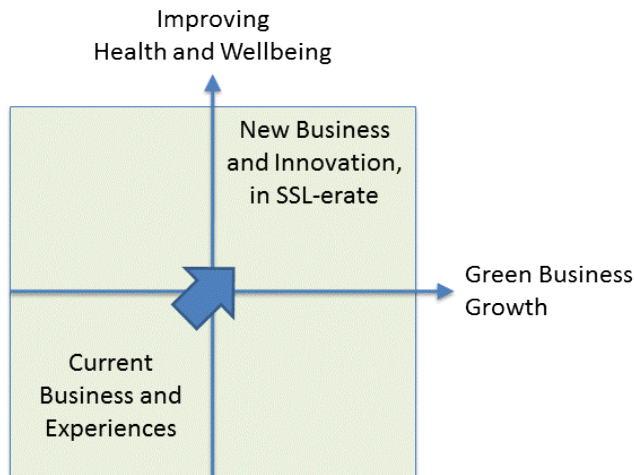 Improving
Health and Wellbeing
New Business
and Innovation,
in SSL-erate
Green Business
Growth
Current
Business and
Experiences